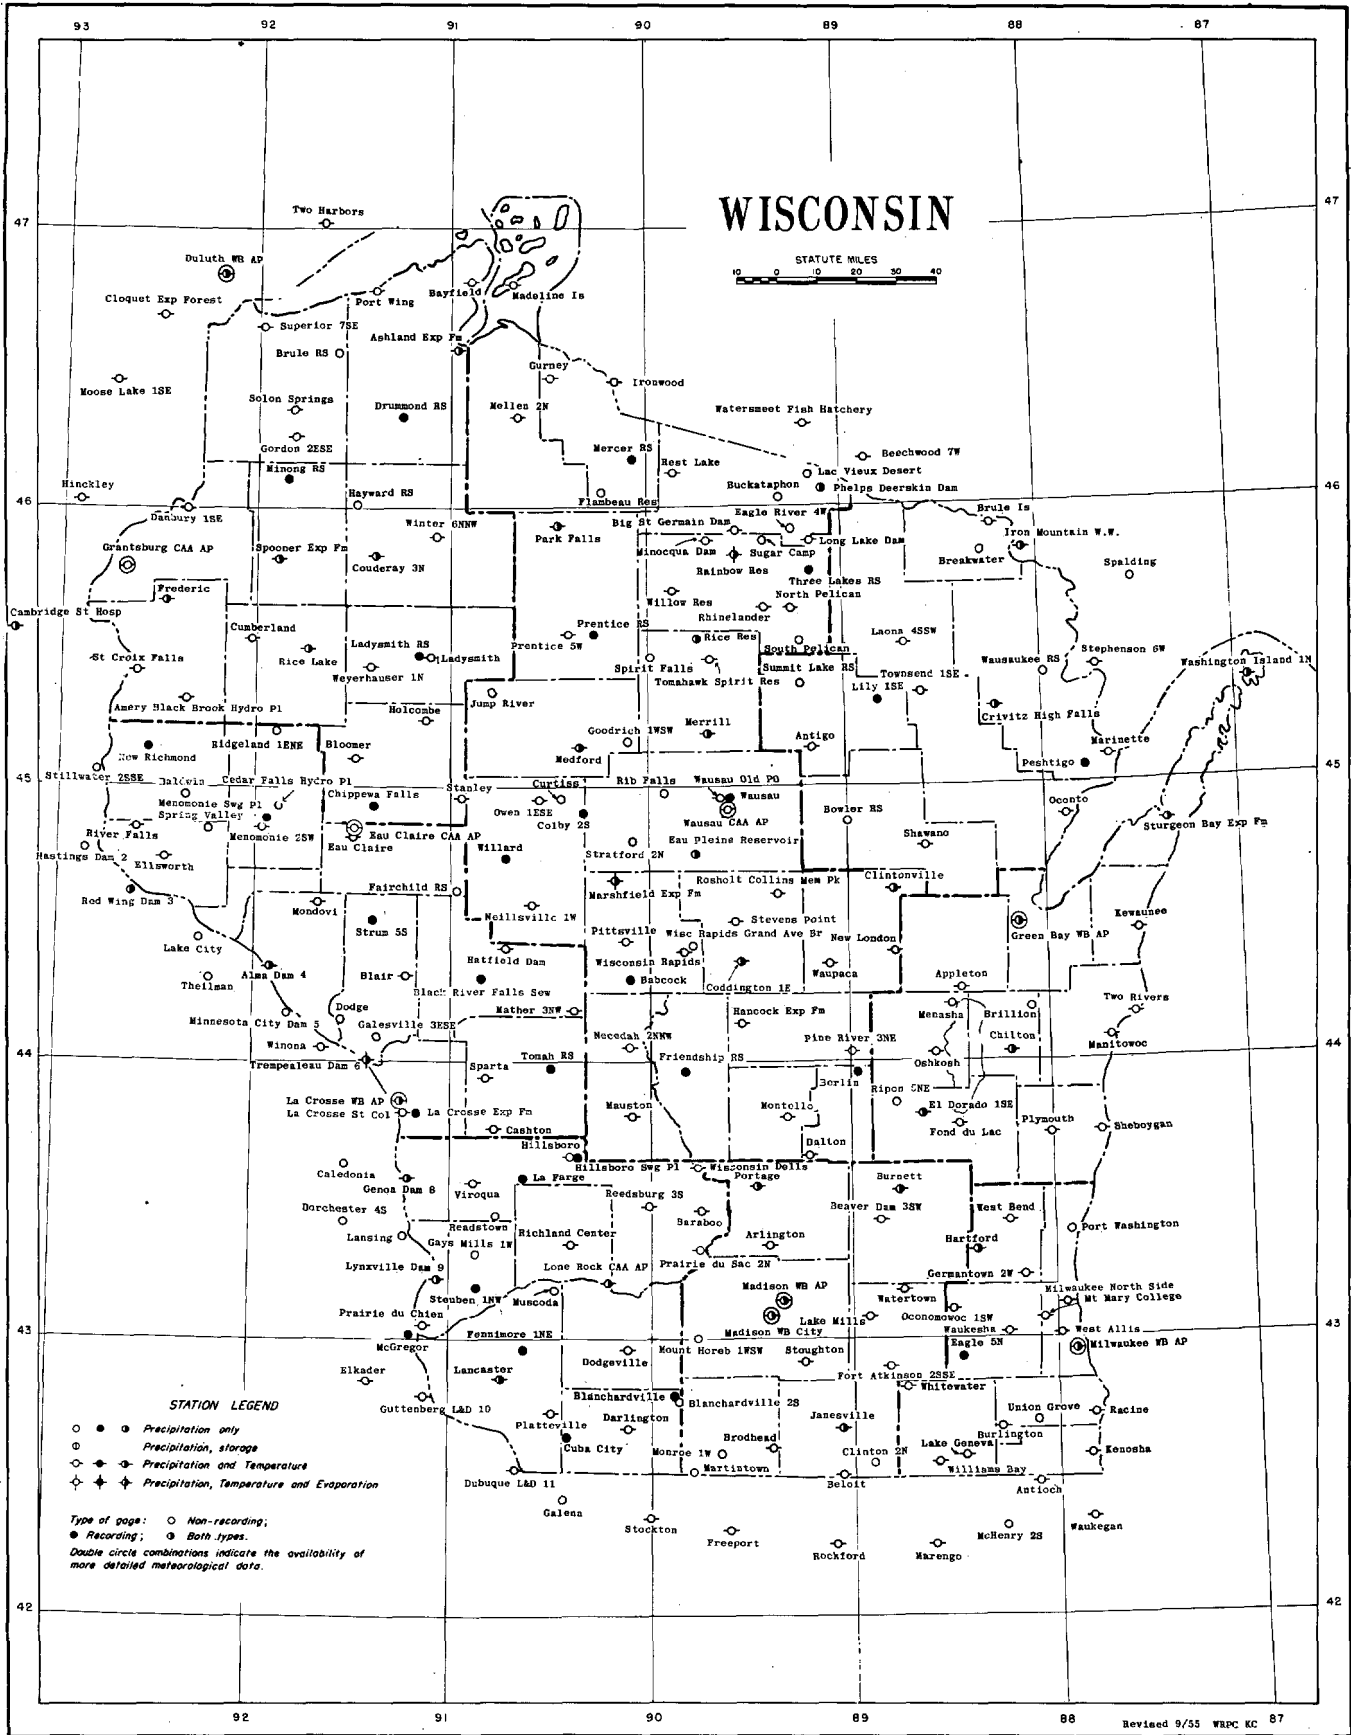 93 92 91 90 89 88 87
WISCONSIN
STATUTE MILES
10 0 10 20 30 40
47 47
Two Harbors
Duluth WB AP
Cloquet Exp Forest
Port Wing
Bayfield
Madeline Is
Superior 7SE
Ashland Exp Fm
Brule RS
Gurney
Ironwood
Moose Lake 1SE
Solon Springs
Drummond RS
Mellen 2N
Watersmeet Fish Hatchery
Gordon 2ESE
Mercer RS
Beechwood 7W
Minong RS
Rest Lake
Lac Vieux Desert
Hinckley
Hayward RS
Flambeau Res
Buckataphon
Phelps Deerskin Dam
46 46
Danbury 1SE
Winter 6NNW
Park Falls
Big St Germain Dam
Eagle River 4W
Brule Is
Iron Mountain W.W.
Grantsburg CAA AP
Spooner Exp Fm
Couderay 3N
Minocqua Dam
Sugar Camp
Long Lake Dam
Breakwater
Spalding
Rainbow Res
Three Lakes RS
Frederic
Willow Res
North Pelican
Cambridge St Hosp
Rhinelander
Cumberland
Prentice RS
Rice Res
Laona 4SSW
Rice Lake
Ladysmith RS
Ladysmith
Prentice 5W
South Pelican
Stephenson 6W
St Croix Falls
Weyerhauser 1N
Spirit Falls
Summit Lake RS
Wausaukee RS
Washington Island 1N
Tomahawk Spirit Res
Townsend 1SE
Lily 1SE
Amery Black Brook Hydro Pl
Holcombe
Jump River
Crivitz High Falls
Ridgeland 1ENE
Bloomer
Goodrich 1WSW
Merrill
Antigo
Marinette
New Richmond
Medford
Peshtigo
45 45
Stillwater 2SSE
Baldwin
Cedar Falls Hydro Pl
Stanley
Curtiss
Rib Falls
Wausau Old PO
Menomonie Swg Pl
Chippewa Falls
Owen 1ESE
Wausau
Bowler RS
Oconto
Spring Valley
Colby 2S
Wausau CAA AP
Sturgeon Bay Exp Fm
River Falls
Menomonie 2SW
Eau Claire CAA AP
Eau Claire
Shawano
Hastings Dam 2
Ellsworth
Willard
Stratford 2N
Eau Pleine Reservoir
Red Wing Dam 3
Fairchild RS
Marshfield Exp Fm
Rosholt Collins Mem Pk
Clintonville
Mondovi
Neillsville 1W
Stevens Point
Kewaunee
Lake City
Strum 5S
Pittsville
Wisc Rapids Grand Ave Br
New London
Green Bay WB AP
Alma Dam 4
Blair
Hatfield Dam
Wisconsin Rapids
Waupaca
Theilman
Black River Falls Sew
Babcock
Coddington 1E
Appleton
Two Rivers
Minnesota City Dam 5
Dodge
Galesville 3ESE
Mather 3NW
Hancock Exp Fm
Menasha
Brillion
Winona
Necedah 2NNW
Pine River 3NE
Chilton
Manitowoc
44 44
Trempealeau Dam 6
Sparta
Tomah RS
Friendship RS
Oshkosh
La Crosse WB AP
Berlin
Ripon 5NE
La Crosse St Col
La Crosse Exp Fm
Mauston
Montello
El Dorado 1SE
Plymouth
Cashton
Dalton
Fond du Lac
Sheboygan
Hillsboro
Hillsboro Swg Pl
Wisconsin Dells
Caledonia
Genoa Dam 8
Viroqua
La Farge
Portage
Burnett
Dorchester 4S
Readstown
Reedsburg 3S
Baraboo
Beaver Dam 3SW
West Bend
Port Washington
Lansing
Gays Mills 1W
Richland Center
Arlington
Hartford
Lynxville Dam 9
Lone Rock CAA AP
Prairie du Sac 2N
Germantown 2W
Steuben 1NW
Muscoda
Madison WB AP
Watertown
Milwaukee North Side
Mt Mary College
Prairie du Chien
Lake Mills
Oconomowoc 1SW
43 43
McGregor
Fennimore 1NE
Madison WB City
Waukesha
West Allis
Milwaukee WB AP
Elkader
Lancaster
Dodgeville
Mount Horeb 1WSW
Stoughton
Eagle 5N
Fort Atkinson 2SSE
Whitewater
Guttenberg L&D 10
Blanchardville
Blanchardville 2S
Janesville
Union Grove
Racine
Platteville
Darlington
Brodhead
Burlington
Cuba City
Monroe 1W
Clinton 2N
Lake Geneva
Kenosha
Dubuque L&D 11
Martintown
Beloit
Williams Bay
Antioch
Galena
Stockton
Freeport
Rockford
Marengo
McHenry 2S
Waukegan
STATION LEGEND
Precipitation only
Precipitation, storage
Precipitation and Temperature
Precipitation, Temperature and Evaporation
Type of gage: Non-recording;
Recording; Both types.
Double circle combinations indicate the availability of
more detailed meteorological data.
42 42
92 91 90 89 88 87
Revised 9/55 WRPC KC